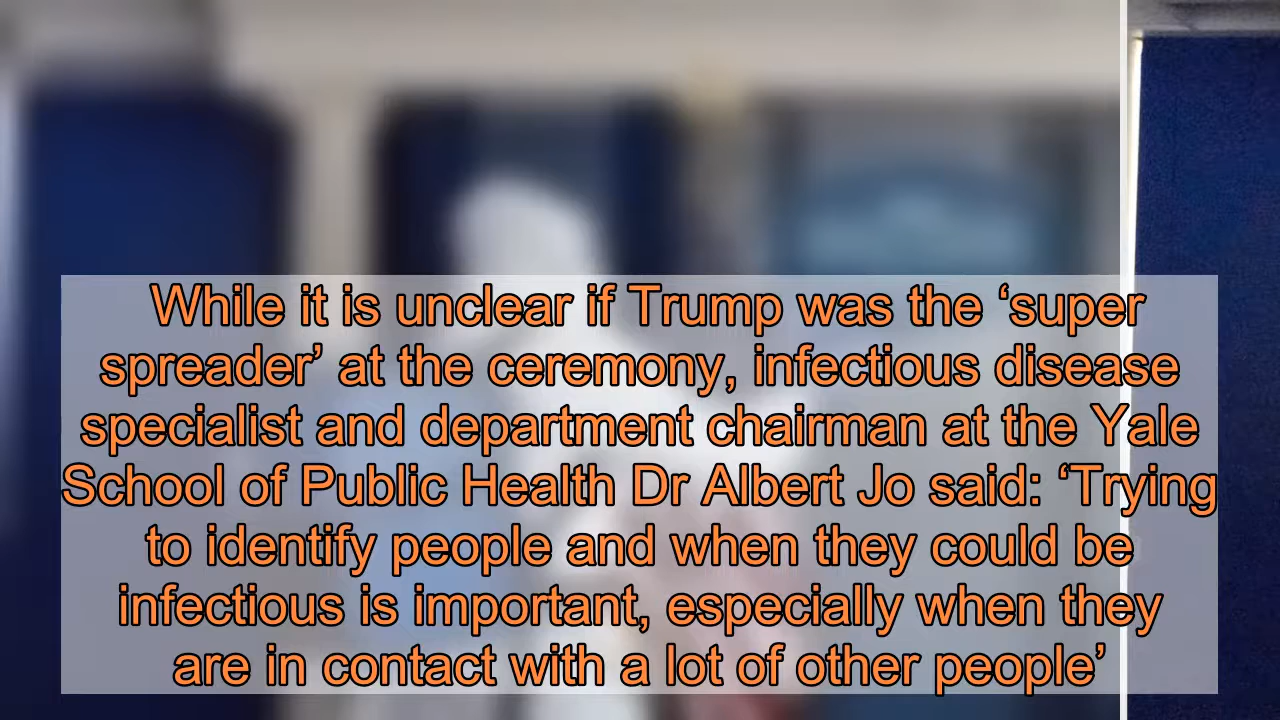 While it is unclear if Trump was the ‘super
spreader’ at the ceremony, infectious disease
specialist and department chairman at the Yale
School of Public Health Dr Albert Jo said: ‘Trying
to identify people and when they could be
infectious is important, especially when they
are in contact with a lot of other people’